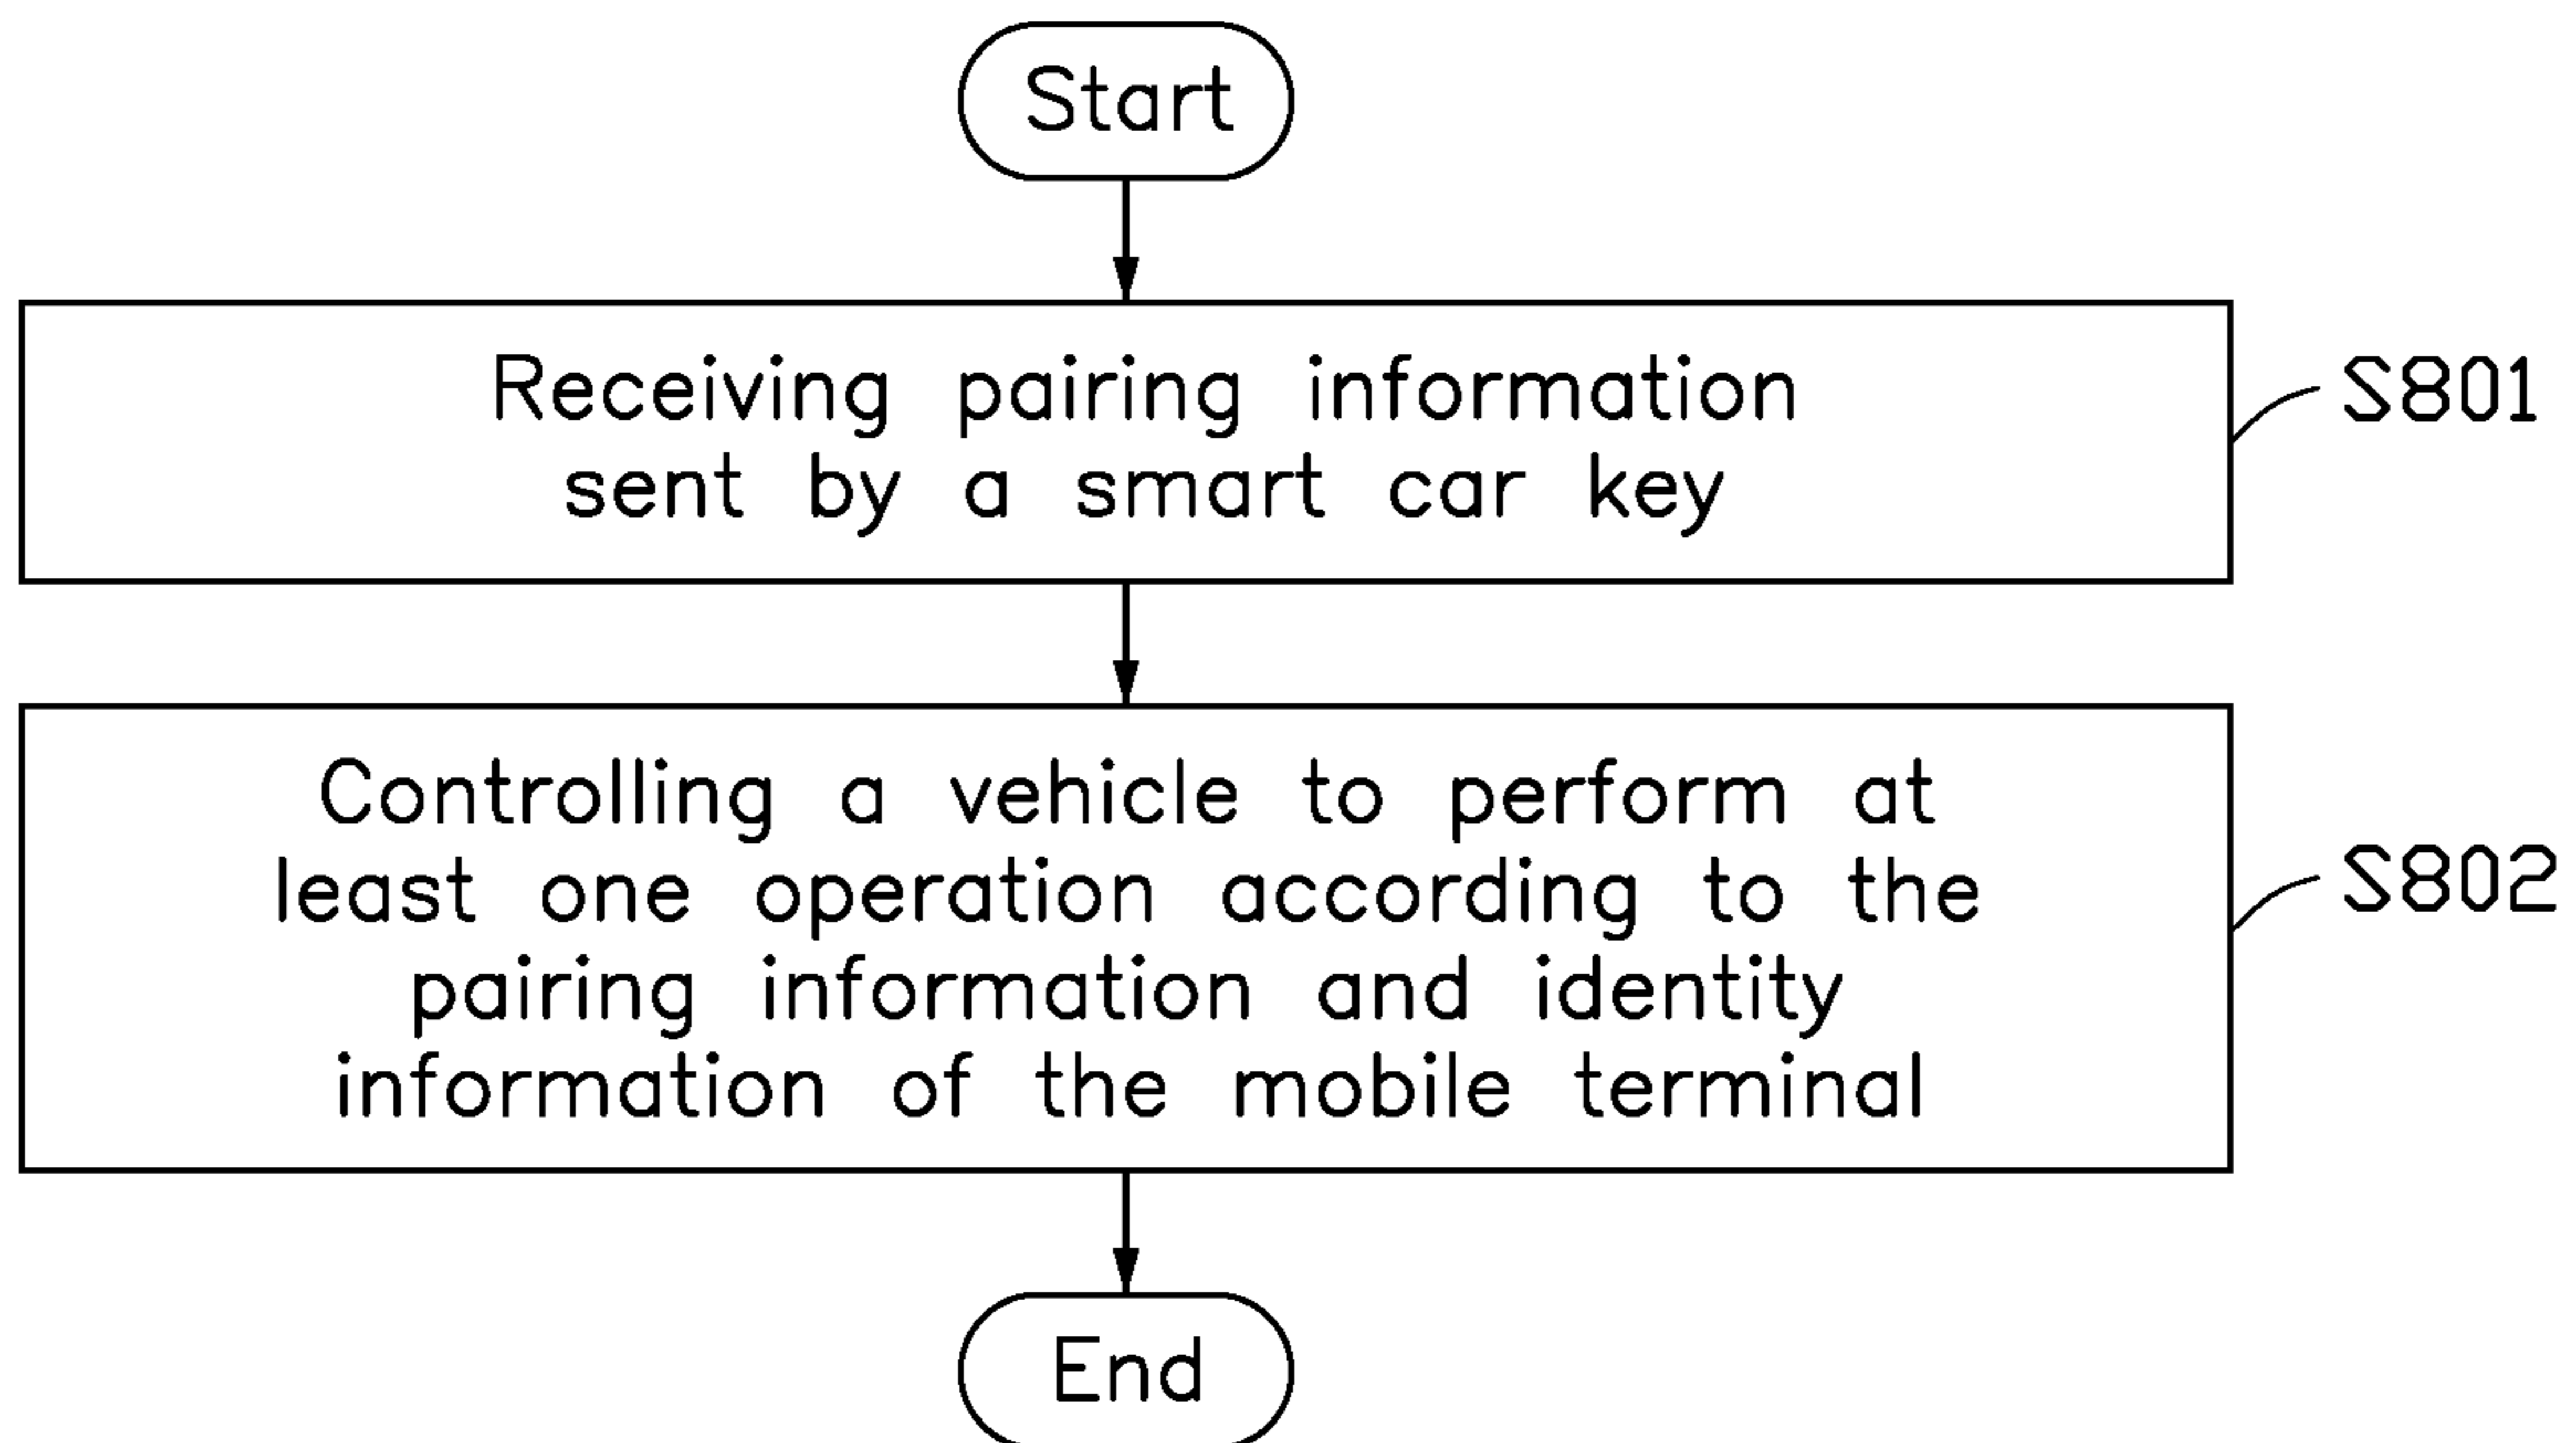 Start
Receiving pairing information
sent by a smart car key
S801
Controlling a vehicle to perform at
least one operation according to the
pairing information and identity
information of the mobile terminal
S802
End